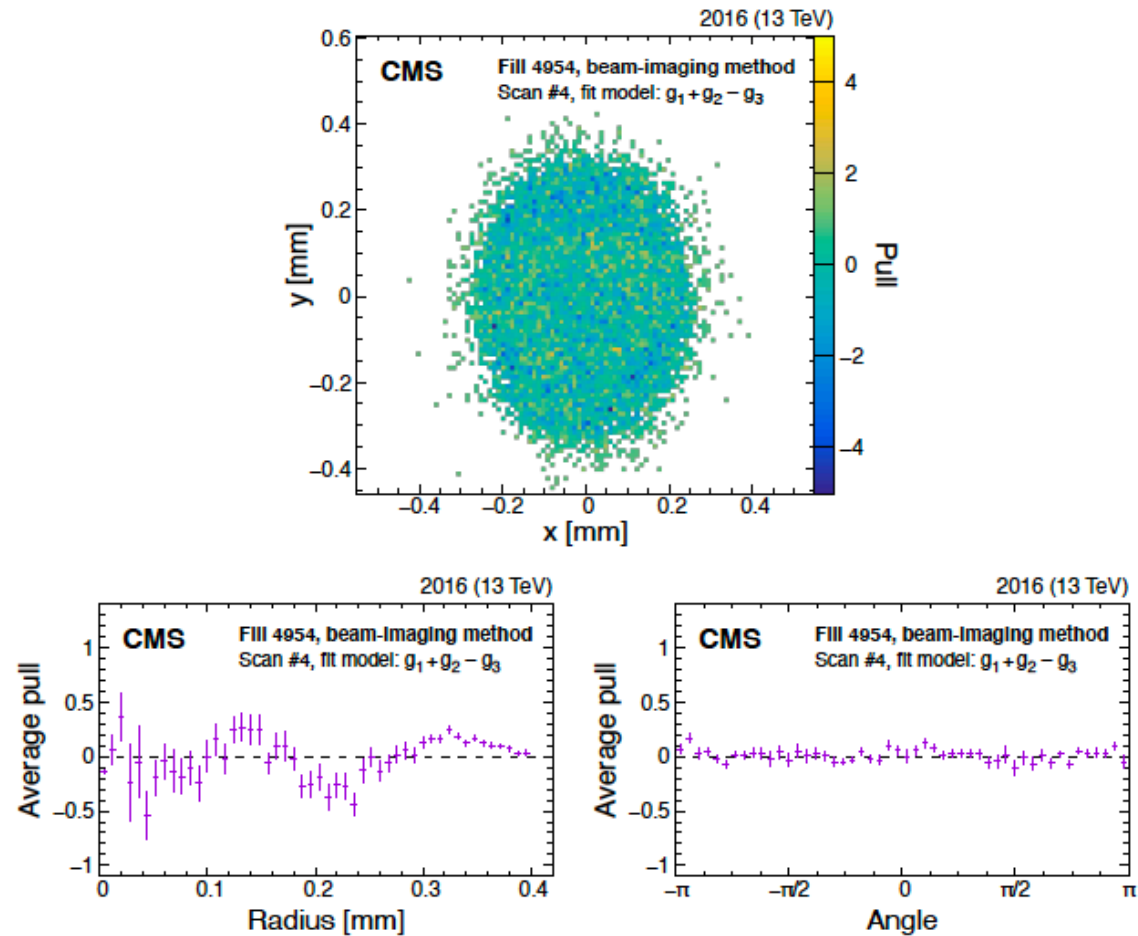 2016 (13 TeV)
CMS
Fill 4954, beam-imaging method
Scan #4, fit model: g₁ + g₂ − g₃
y [mm]
0.6
0.4
0.2
0
−0.2
−0.4
−0.4
−0.2
0
0.2
0.4
x [mm]
4
2
0
−2
−4
Pull
2016 (13 TeV)
CMS
Fill 4954, beam-imaging method
Scan #4, fit model: g₁ + g₂ − g₃
Average pull
1
0.5
0
−0.5
−1
0
0.1
0.2
0.3
0.4
Radius [mm]
2016 (13 TeV)
CMS
Fill 4954, beam-imaging method
Scan #4, fit model: g₁ + g₂ − g₃
Average pull
1
0.5
0
−0.5
−1
−π
−π/2
0
π/2
π
Angle